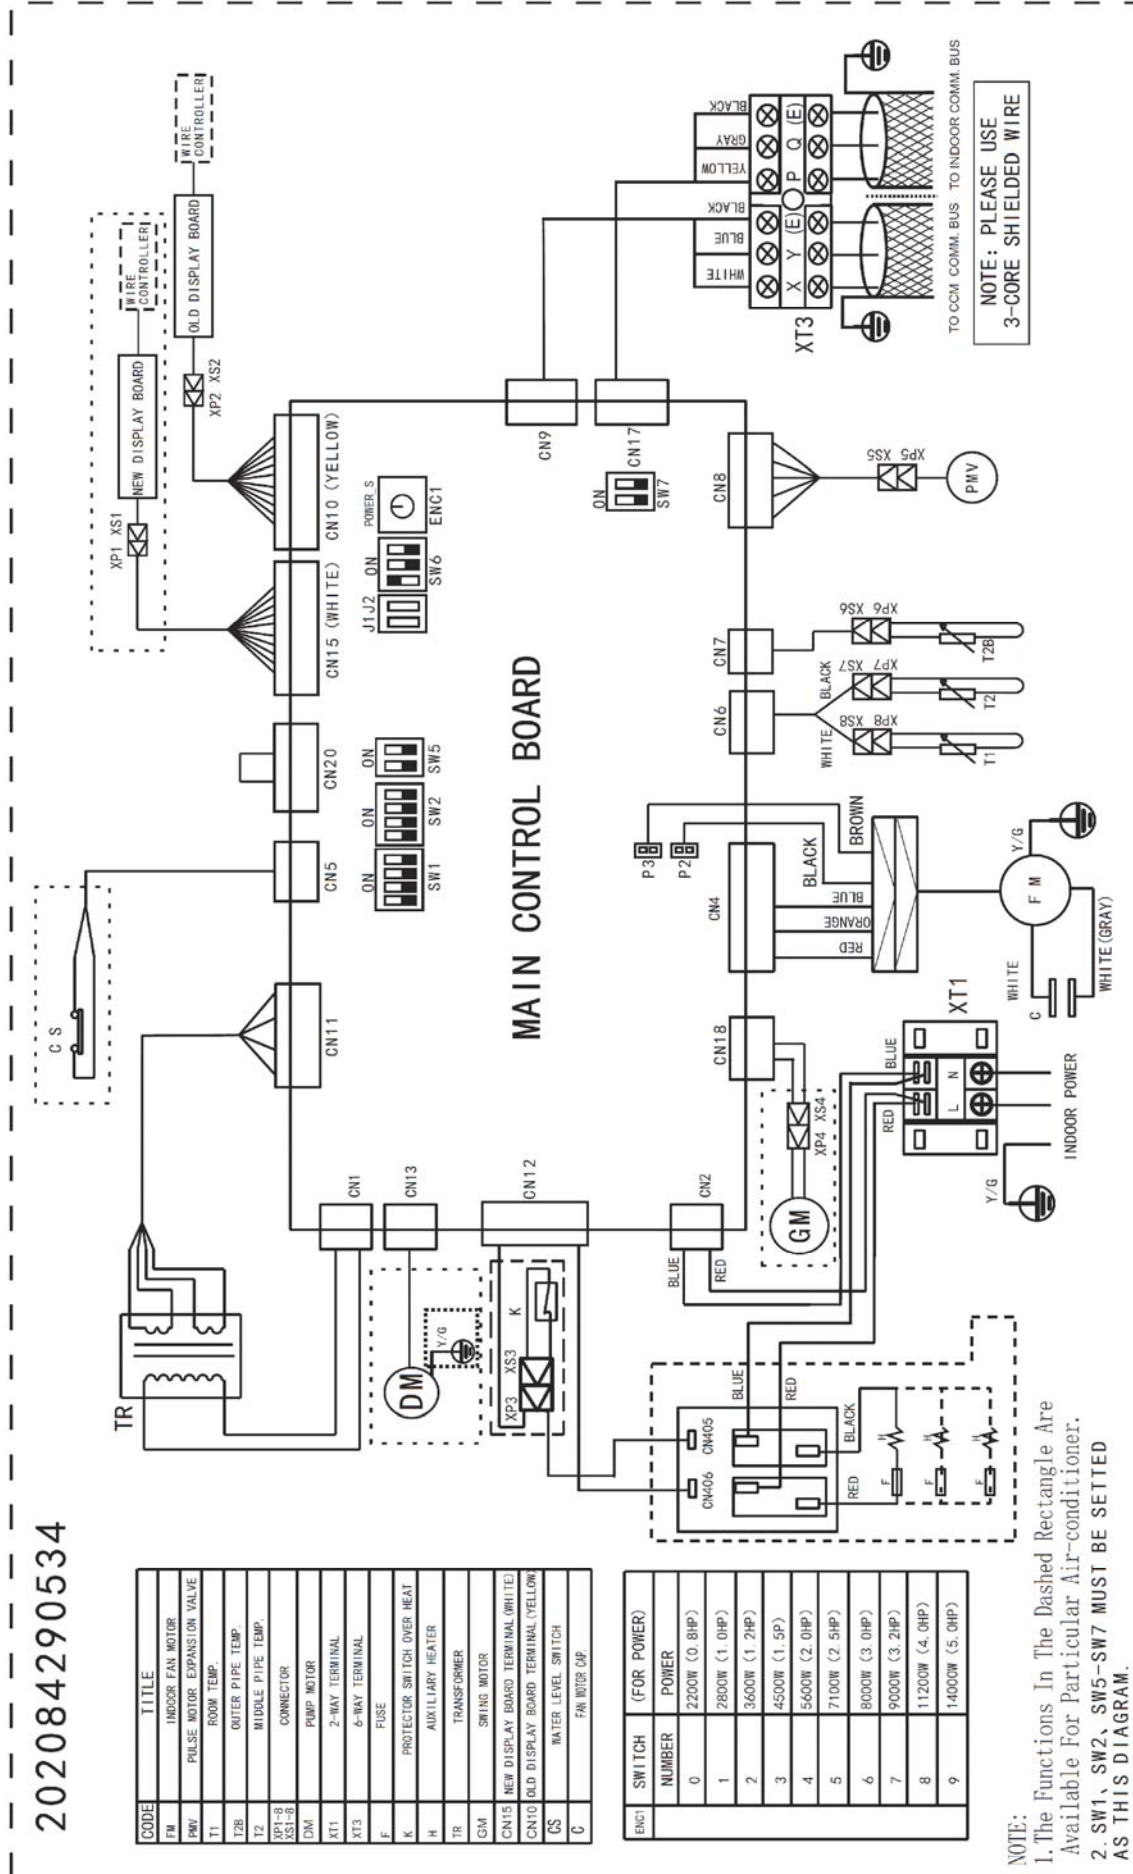 202084290534
CODE TITLE
FM INDOOR FAN MOTOR
PMV PULSE MOTOR EXPANSION VALVE
T1 ROOM TEMP.
T2B OUTER PIPE TEMP.
T2 MIDDLE PIPE TEMP.
XP1-8 XS1-8 CONNECTOR
DM PUMP MOTOR
XT1 2-WAY TERMINAL
XT3 6-WAY TERMINAL
F FUSE
K PROTECTOR SWITCH OVER HEAT
H AUXILIARY HEATER
TR TRANSFORMER
GM SWING MOTOR
CN15 NEW DISPLAY BOARD TERMINAL(WHITE)
CN10 OLD DISPLAY BOARD TERMINAL(YELLOW)
CS WATER LEVEL SWITCH
C FAN MOTOR CAP.
ENC1 SWITCH (FOR POWER)
NUMBER POWER
0 2200W (0.8HP)
1 2800W (1.0HP)
2 3600W (1.2HP)
3 4500W (1.5P)
4 5600W (2.0HP)
5 7100W (2.5HP)
6 8000W (3.0HP)
7 9000W (3.2HP)
8 11200W (4.0HP)
9 14000W (5.0HP)
NOTE:
1. The Functions In The Dashed Rectangle Are
Available For Particular Air-conditioner.
2. SW1、SW2、SW5-SW7 MUST BE SETTED
AS THIS DIAGRAM.
TR
C S
XP1 XS1
NEW DISPLAY BOARD
WIRE
CONTROLLER
XP2 XS2
OLD DISPLAY BOARD
WIRE
CONTROLLER
CN11
CN5
CN20
CN15 (WHITE)
CN10 (YELLOW)
ON
SW1
ON
SW2
ON
SW5
J1J2
ON
SW6
POWER_S
ENC1
CN1
CN13
DM
Y/G
CN12
XP3 XS3
K
MAIN CONTROL BOARD
CN9
CN17
ON
SW7
BLACK
GRAY
YELLOW
BLACK
BLUE
WHITE
X Y (E) P Q (E)
XT3
TO CCM COMM. BUS
TO INDOOR COMM. BUS
NOTE: PLEASE USE
3-CORE SHIELDED WIRE
CN2
BLUE
RED
CN18
CN4
CN6
CN7
CN8
P3
P2
GM
XP4 XS4
RED
ORANGE
BLUE
BLACK
BROWN
WHITE
BLACK
XS8 XP8
XS7 XP7
XS6 XP6
XS5 XP5
T1
T2
T2B
PMV
F M
Y/G
WHITE
C
WHITE(GRAY)
RED
BLUE
L N
XT1
Y/G
INDOOR POWER
CN406
CN405
BLUE
RED
BLACK
RED
F H
F H
F H